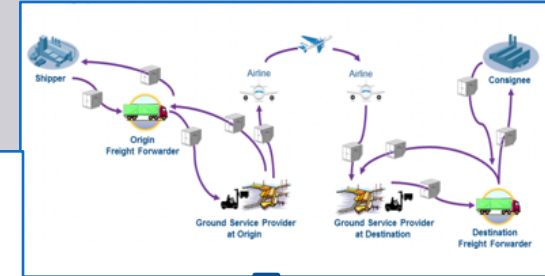 Airline
Airline
Shipper
Consignee
Origin
Freight Forwarder
Ground Service Provider
at Origin
Ground Service Provider
at Destination
Destination
Freight Forwarder